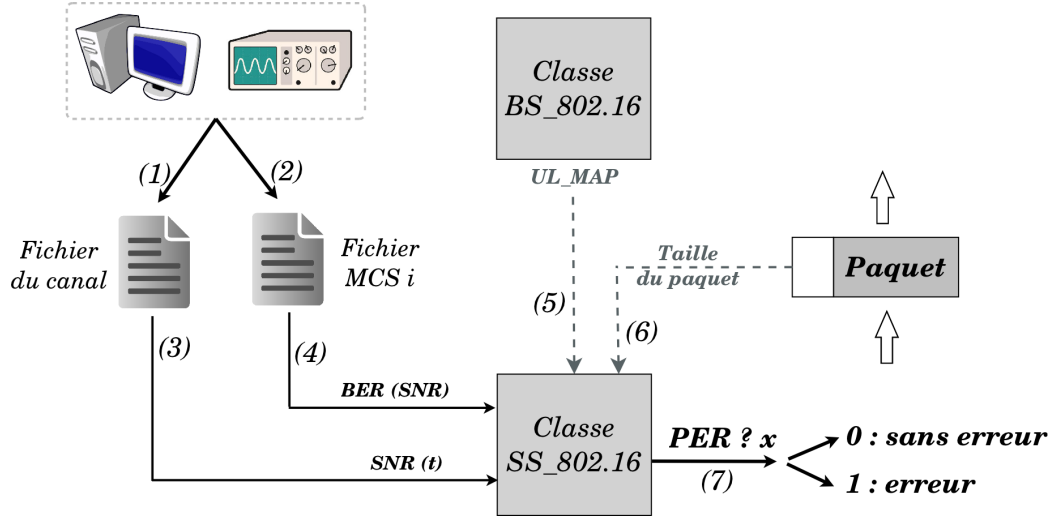 Classe
BS_802.16
UL_MAP
(1)
(2)
Fichier
du canal
Fichier
MCS i
Taille
du paquet
Paquet
(3)
(4)
(5)
(6)
BER (SNR)
SNR (t)
Classe
SS_802.16
PER ? x
(7)
0 : sans erreur
1 : erreur